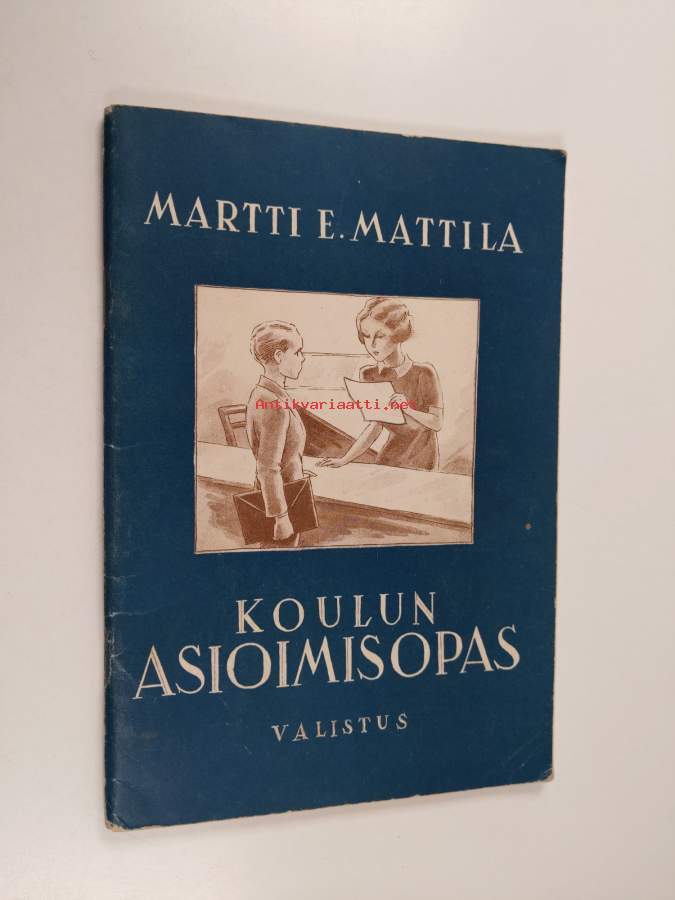 MARTTI E. MATTILA
Antikvariaatti.net
KOULUN
ASIOIMISOPAS
VALISTUS